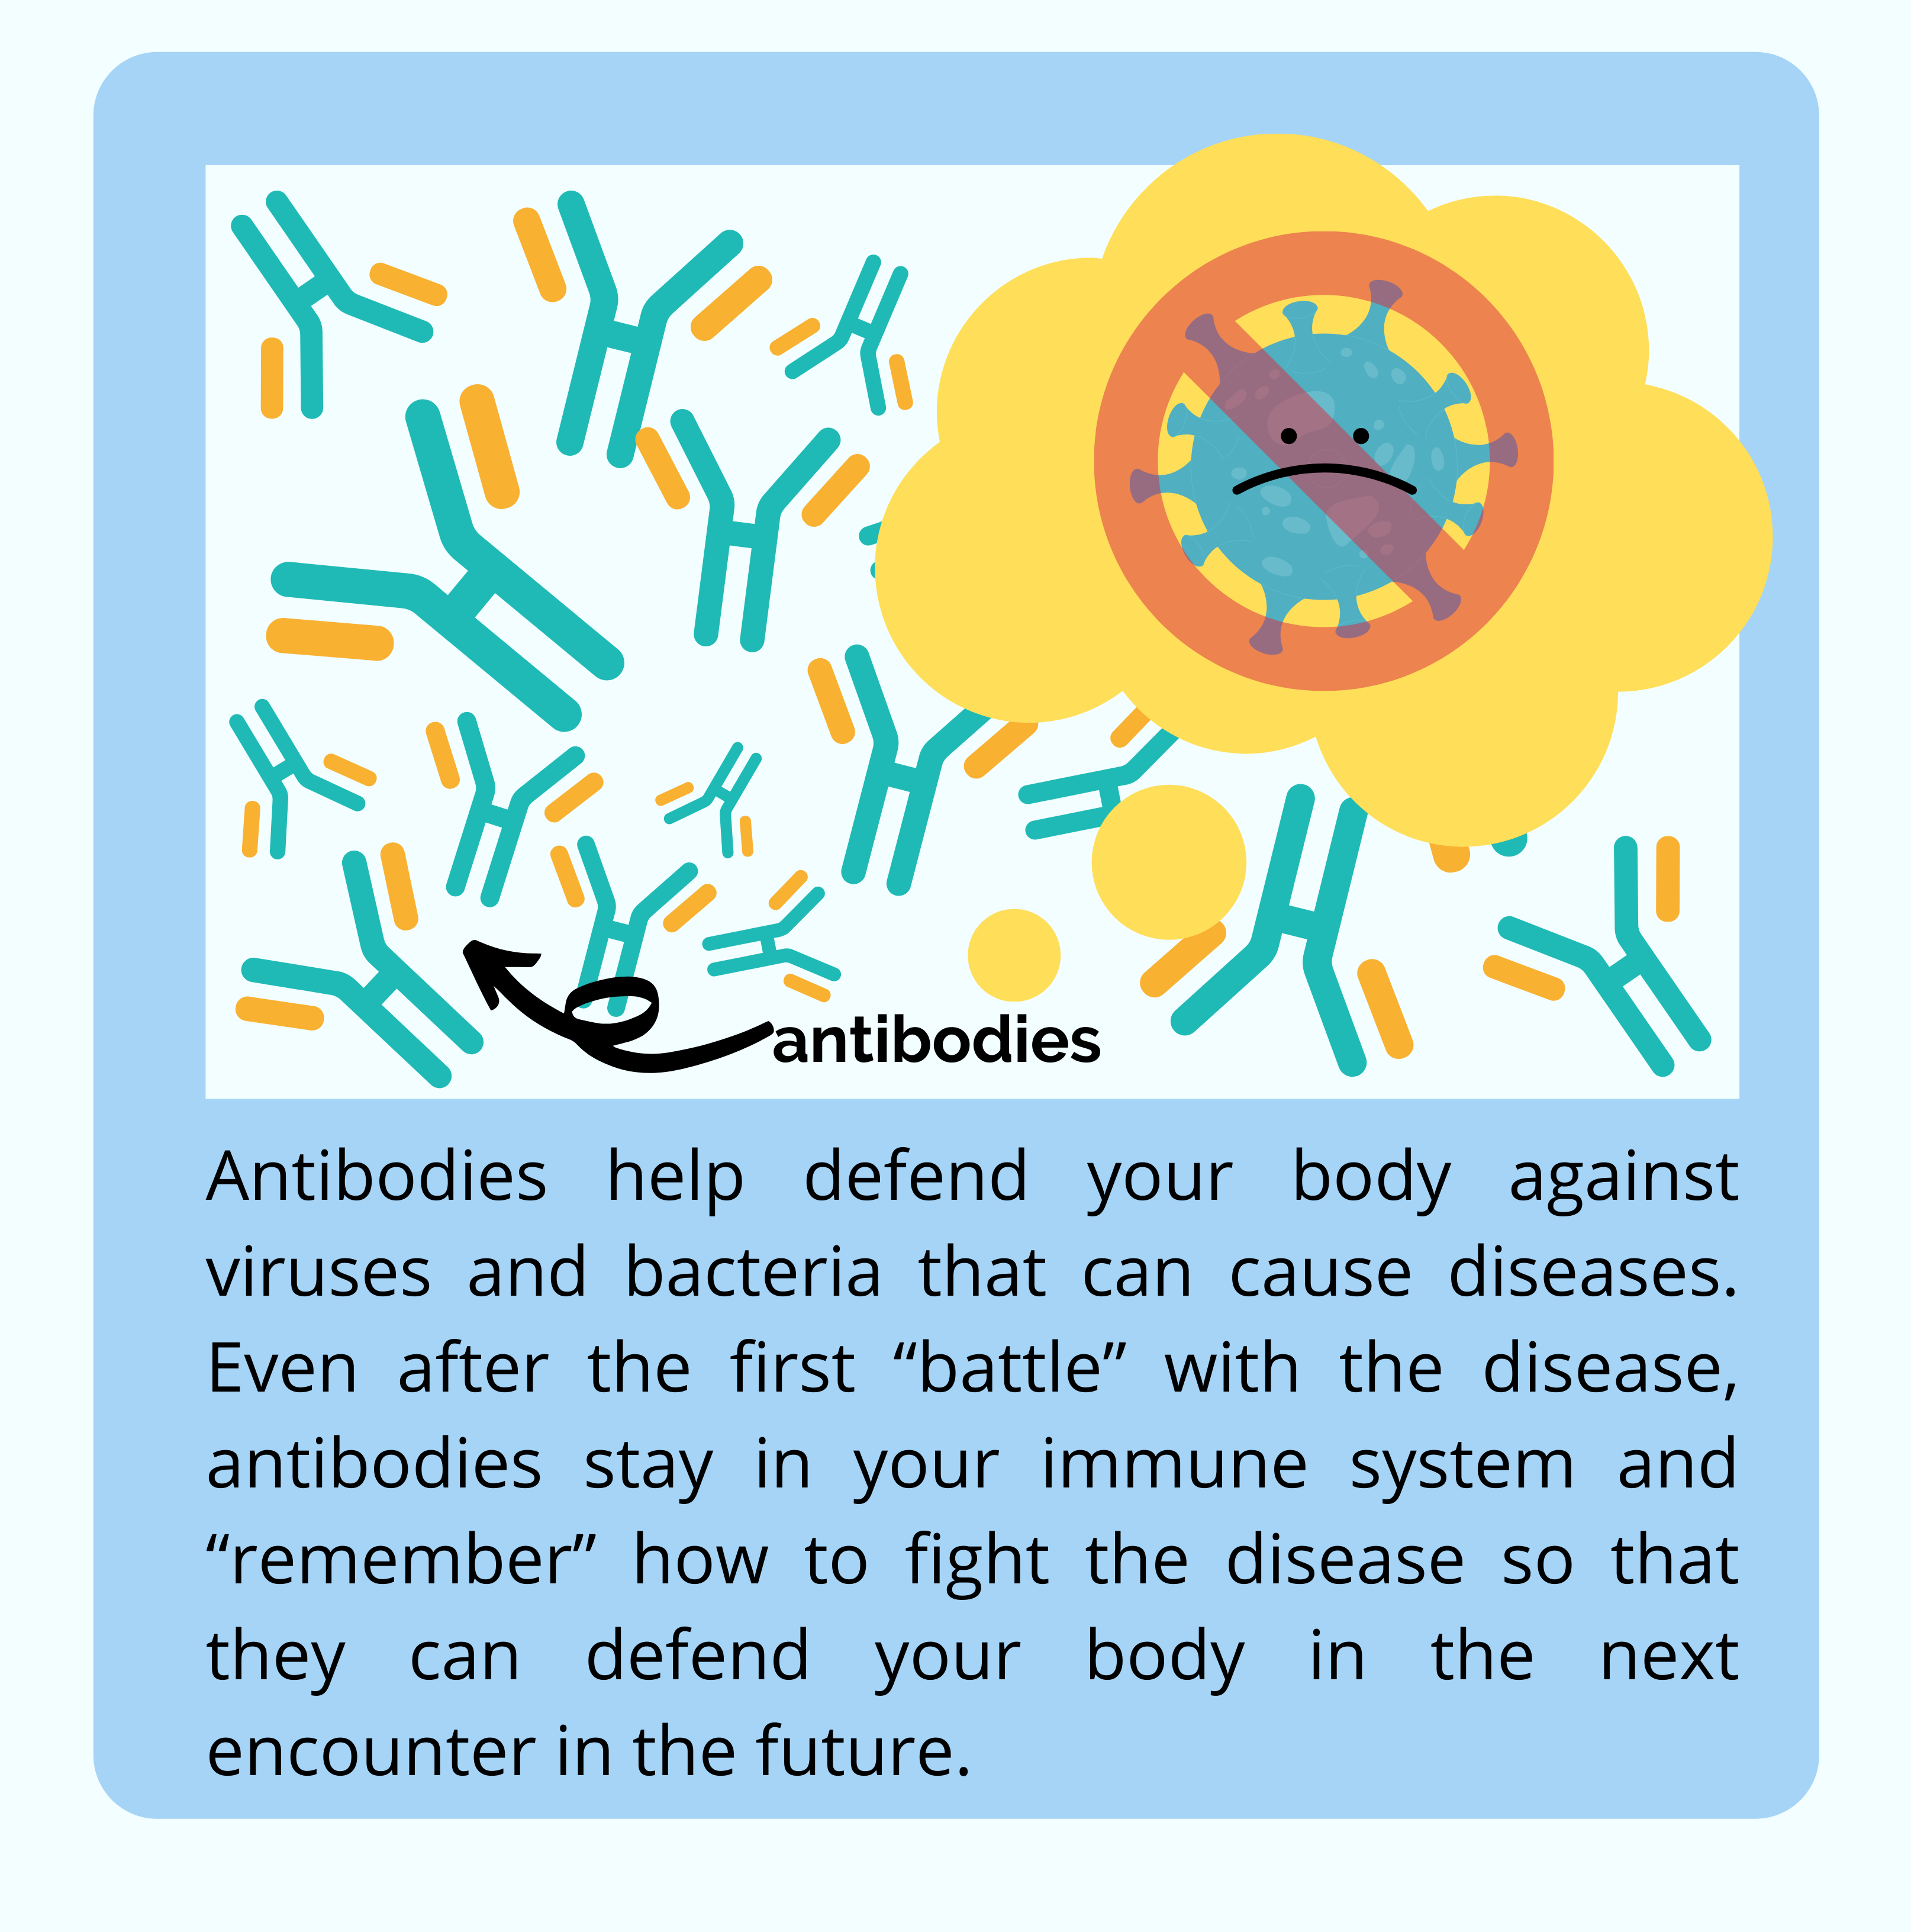 antibodies
Antibodies help defend your body against
viruses and bacteria that can cause diseases.
Even after the first “battle” with the disease,
antibodies stay in your immune system and
“remember” how to fight the disease so that
they can defend your body in the next
encounter in the future.